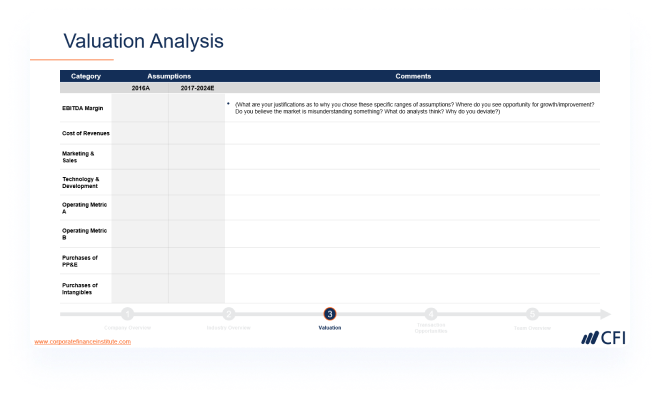 Valuation Analysis
Category Assumptions Comments
2016A 2017-2024E
EBITDA Margin
• (What are your justifications as to why you chose these specific ranges of assumptions? Where do you see opportunity for growth/improvement?
Do you believe the market is misunderstanding something? What do analysts think? Why do you deviate?)
Cost of Revenues
Marketing &
Sales
Technology &
Development
Operating Metric
A
Operating Metric
B
Purchases of
PP&E
Purchases of
Intangibles
1 2 3 4 5
Company Overview Industry Overview Valuation Transaction
Opportunities
www.corporatefinanceinstitute.com
CFI